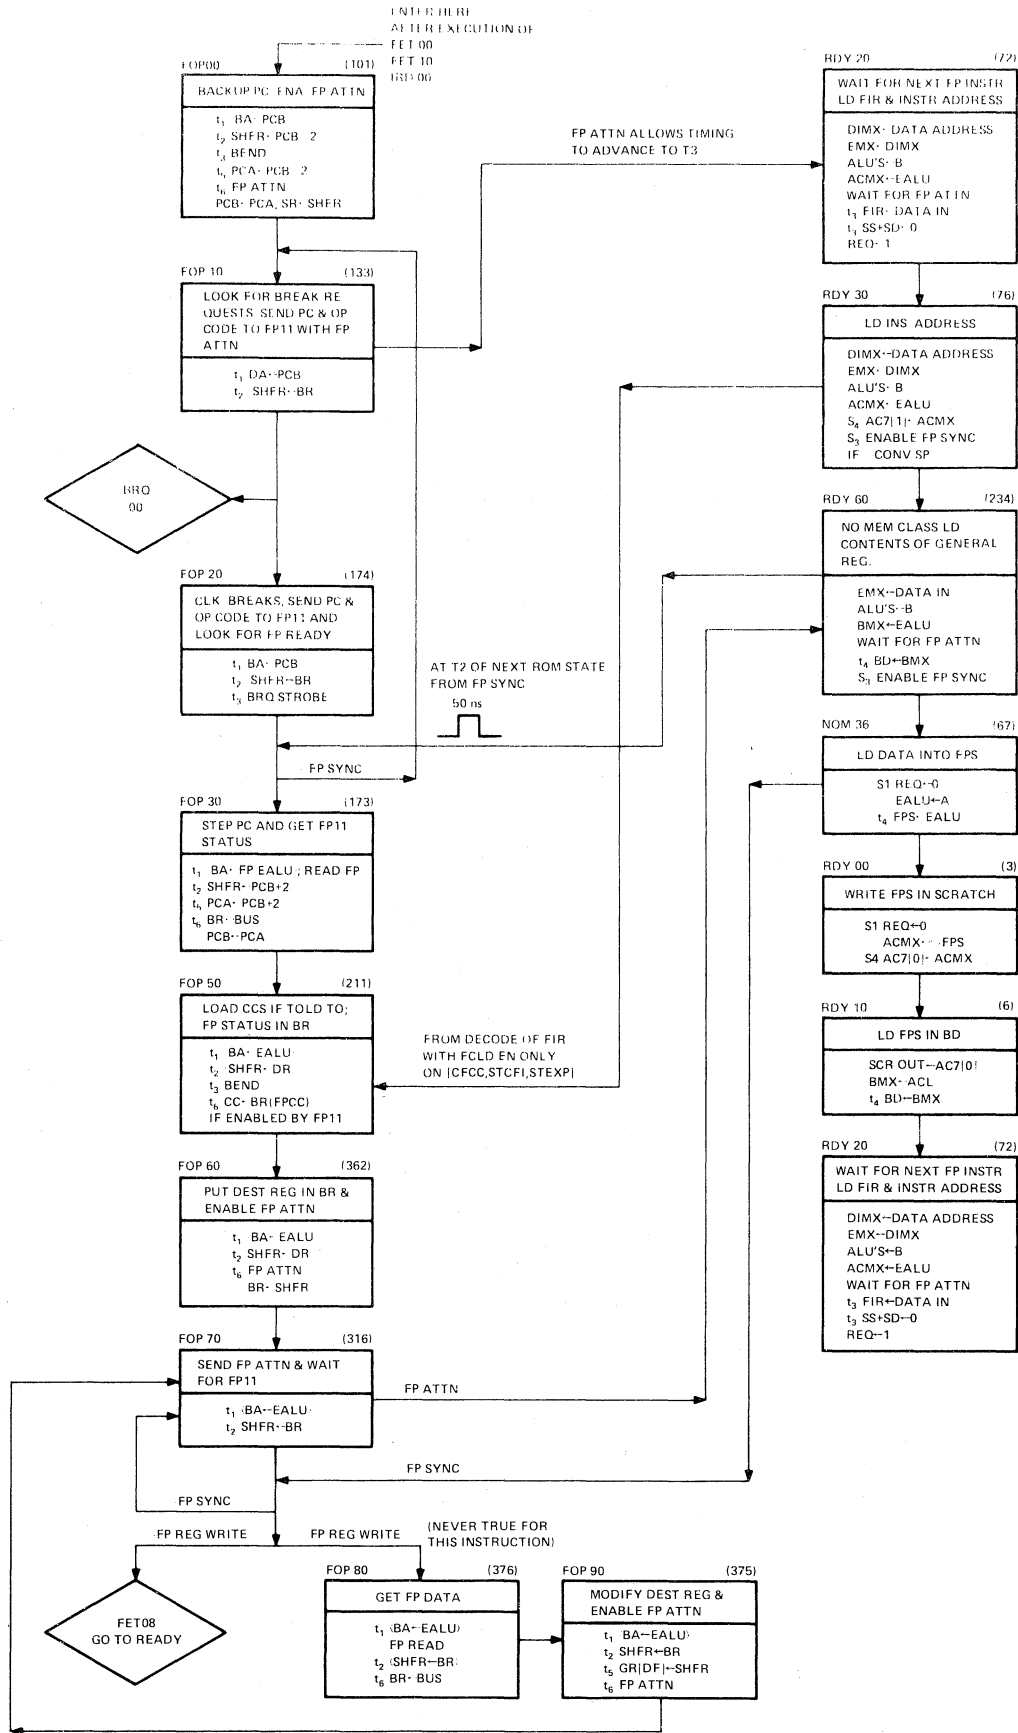 ENTER HERE
AFTER EXECUTION OF
FET 00
FET 10
IRD 00
FOP00 (101)
BACKUP PC ENA FP ATTN
t1 BA← PCB
t2 SHFR← PCB 2
t3 BEND
t5 PCA← PCB 2
t6 FP ATTN
PCB← PCA, SR← SHFR
FOP 10 (133)
LOOK FOR BREAK RE
QUESTS SEND PC & OP
CODE TO FP11 WITH FP
ATTN
t1 DA←PCB
t2 SHFR←BR
BRQ
00
FOP 20 (174)
CLK BREAKS, SEND PC &
OP CODE TO FP11 AND
LOOK FOR FP READY
t1 BA← PCB
t2 SHFR←BR
t3 BRQ STROBE
FP SYNC
FOP 30 (173)
STEP PC AND GET FP11
STATUS
t1 BA← FP EALU ; READ FP
t2 SHFR← PCB+2
t5 PCA← PCB+2
t6 BR← BUS
PCB←PCA
FOP 50 (211)
LOAD CCS IF TOLD TO;
FP STATUS IN BR
t1 BA← EALU
t2 SHFR← DR
t3 BEND
t6 CC← BR(FPCC)
IF ENABLED BY FP11
FOP 60 (362)
PUT DEST REG IN BR &
ENABLE FP ATTN
t1 BA← EALU
t2 SHFR← DR
t6 FP ATTN
BR← SHFR
FOP 70 (316)
SEND FP ATTN & WAIT
FOR FP11
t1 (BA←EALU)
t2 SHFR←BR
FP ATTN
FP SYNC
FP SYNC
FP REG WRITE
FP REG WRITE
(NEVER TRUE FOR
THIS INSTRUCTION)
FET08
GO TO READY
FOP 80 (376)
GET FP DATA
t1 (BA←EALU)
FP READ
t2 (SHFR←BR)
t6 BR← BUS
FOP 90 (375)
MODIFY DEST REG &
ENABLE FP ATTN
t1 (BA←EALU)
t2 SHFR←BR
t5 GR[DF]←SHFR
t6 FP ATTN
FP ATTN ALLOWS TIMING
TO ADVANCE TO T3
AT T2 OF NEXT ROM STATE
FROM FP SYNC
50 ns
FROM DECODE OF FIR
WITH FCLD EN ONLY
ON [CFCC,STCFI,STEXP]
RDY 20 (72)
WAIT FOR NEXT FP INSTR
LD FIR & INSTR ADDRESS
DIMX← DATA ADDRESS
EMX← DIMX
ALU'S← B
ACMX←EALU
WAIT FOR FP ATTN
t3 FIR← DATA IN
t3 SS+SD← 0
REQ← 1
RDY 30 (76)
LD INS ADDRESS
DIMX←DATA ADDRESS
EMX← DIMX
ALU'S← B
ACMX← EALU
S4 AC7[1]← ACMX
S3 ENABLE FP SYNC
IF CONV SP
RDY 60 (234)
NO MEM CLASS LD
CONTENTS OF GENERAL
REG.
EMX←DATA IN
ALU'S←B
BMX←EALU
WAIT FOR FP ATTN
t4 BD←BMX
S3 ENABLE FP SYNC
NOM 36 (67)
LD DATA INTO FPS
S1 REQ←0
EALU←A
t4 FPS← EALU
RDY 00 (3)
WRITE FPS IN SCRATCH
S1 REQ←0
ACMX← FPS
S4 AC7[0]← ACMX
RDY 10 (6)
LD FPS IN BD
SCR OUT←AC7[0]
BMX←ACL
t4 BD←BMX
RDY 20 (72)
WAIT FOR NEXT FP INSTR
LD FIR & INSTR ADDRESS
DIMX←DATA ADDRESS
EMX←DIMX
ALU'S←B
ACMX←EALU
WAIT FOR FP ATTN
t3 FIR←DATA IN
t3 SS+SD←0
REQ←1